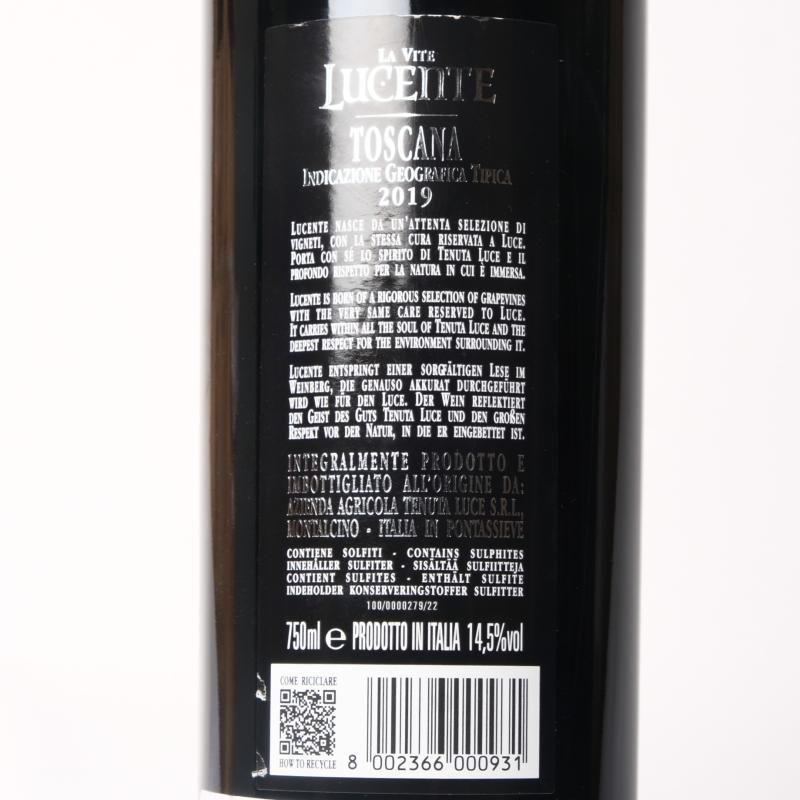 LA VITE
LUCENTE
TOSCANA
INDICAZIONE GEOGRAFICA TIPICA
2019
LUCENTE NASCE DA UN'ATTENTA SELEZIONE DI
VIGNETI, CON LA STESSA CURA RISERVATA A LUCE.
PORTA CON SÉ LO SPIRITO DI TENUTA LUCE E IL
PROFONDO RISPETTO PER LA NATURA IN CUI È IMMERSA.
LUCENTE IS BORN OF A RIGOROUS SELECTION OF GRAPEVINES
WITH THE VERY SAME CARE RESERVED TO LUCE.
IT CARRIES WITHIN ALL THE SOUL OF TENUTA LUCE AND THE
DEEPEST RESPECT FOR THE ENVIRONMENT SURROUNDING IT.
LUCENTE ENTSPRINGT EINER SORGFÄLTIGEN LESE IM
WEINBERG, DIE GENAUSO AKKURAT DURCHGEFÜHRT
WIRD WIE FÜR DEN LUCE. DER WEIN REFLEKTIERT
DEN GEIST DES GUTS TENUTA LUCE UND DEN GROßEN
RESPEKT VOR DER NATUR, IN DIE ER EINGEBETTET IST.
INTEGRALMENTE PRODOTTO E
IMBOTTIGLIATO ALL'ORIGINE DA:
AZIENDA AGRICOLA TENUTA LUCE S.R.L.,
MONTALCINO - ITALIA IN PONTASSIEVE
CONTIENE SOLFITI - CONTAINS SULPHITES
INNEHÅLLER SULFITER - SISÄLTÄÄ SULFIITTEJA
CONTIENT SULFITES - ENTHÄLT SULFITE
INDEHOLDER KONSERVERINGSTOFFER SULFITTER
100/0000279/22
750ml e PRODOTTO IN ITALIA 14,5%vol
COME RICICLARE
HOW TO RECYCLE
8 002366 000931